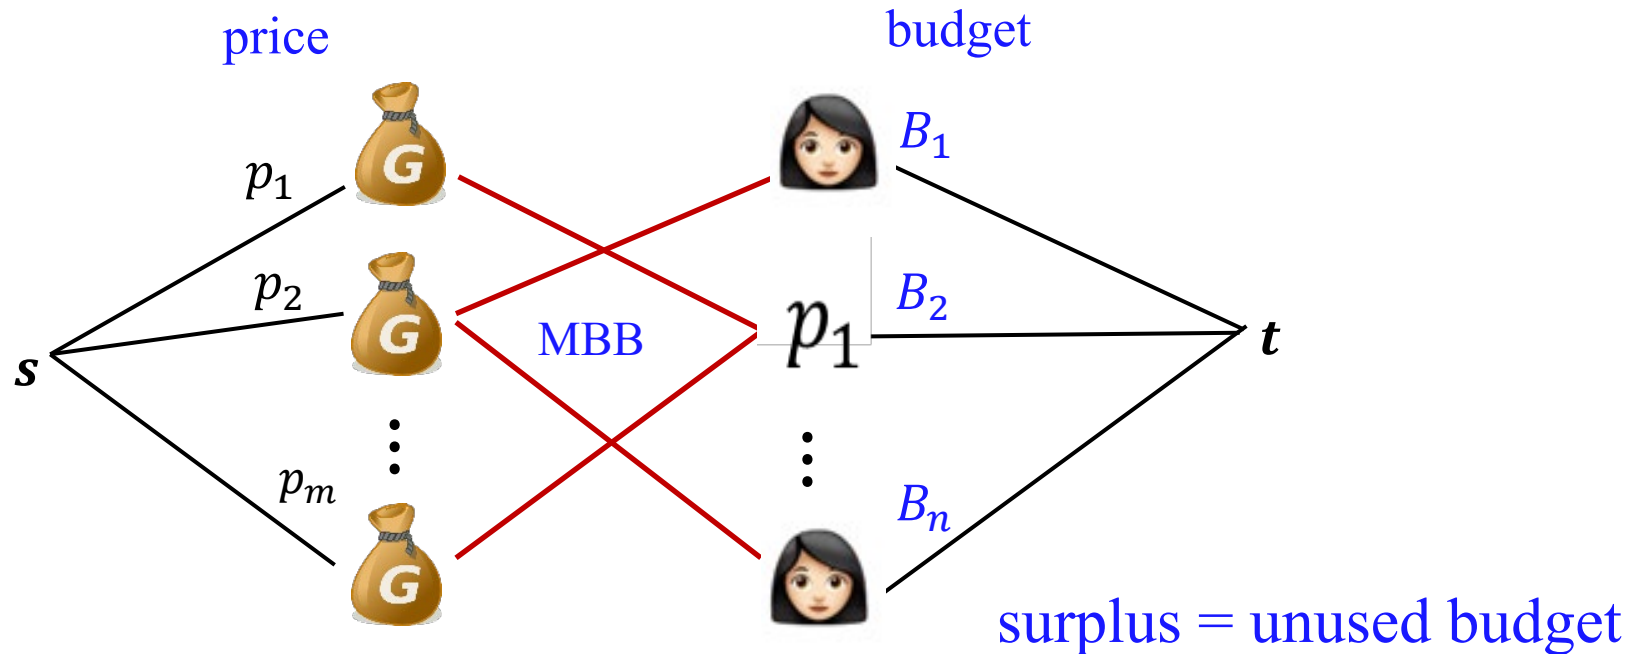 price
budget
B₁
G
p₁
p₂
G
B₂
MBB
p₁
s
t
pₘ
Bₙ
G
surplus = unused budget